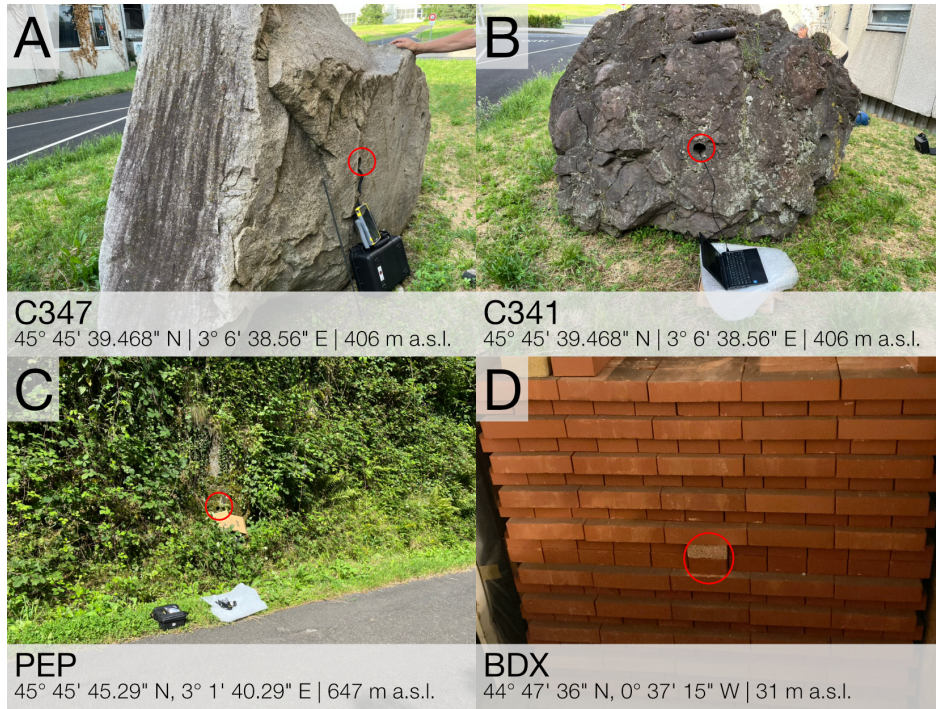 A
C347
45° 45' 39.468" N | 3° 6' 38.56" E | 406 m a.s.l.
B
C341
45° 45' 39.468" N | 3° 6' 38.56" E | 406 m a.s.l.
C
PEP
45° 45' 45.29" N, 3° 1' 40.29" E | 647 m a.s.l.
D
BDX
44° 47' 36" N, 0° 37' 15" W | 31 m a.s.l.